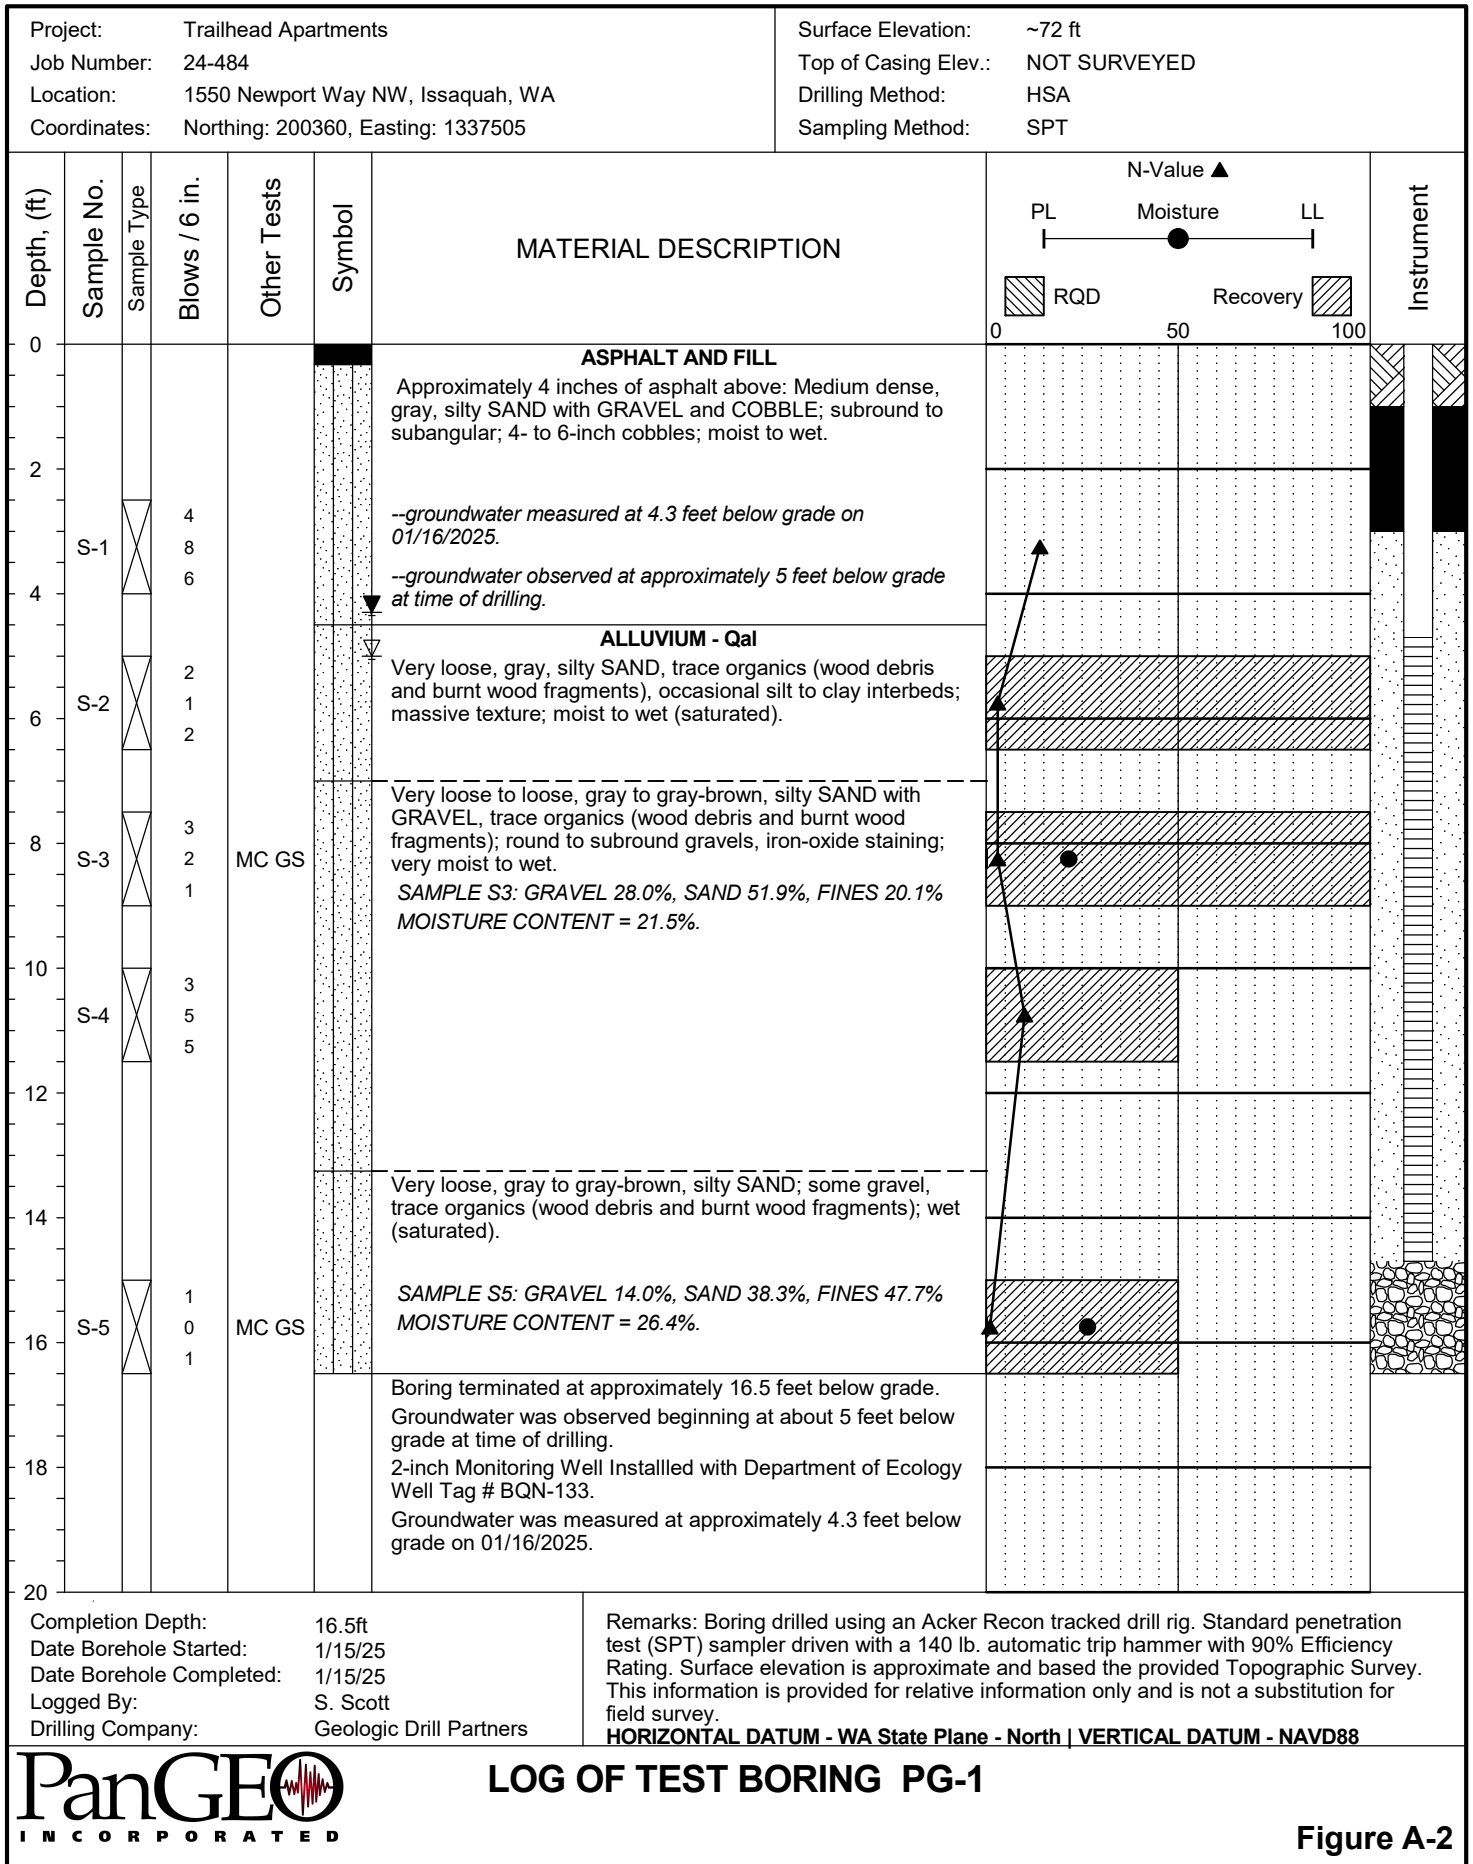 Project: Trailhead Apartments
Job Number: 24-484
Location: 1550 Newport Way NW, Issaquah, WA
Coordinates: Northing: 200360, Easting: 1337505
Surface Elevation: ~72 ft
Top of Casing Elev.: NOT SURVEYED
Drilling Method: HSA
Sampling Method: SPT
Depth, (ft)
Sample No.
Sample Type
Blows / 6 in.
Other Tests
Symbol
MATERIAL DESCRIPTION
N-Value ▲
PL Moisture LL
RQD Recovery
0 50 100
Instrument
0
ASPHALT AND FILL
Approximately 4 inches of asphalt above: Medium dense,
gray, silty SAND with GRAVEL and COBBLE; subround to
subangular; 4- to 6-inch cobbles; moist to wet.
2
4
--groundwater measured at 4.3 feet below grade on
01/16/2025.
S-1 8
6
--groundwater observed at approximately 5 feet below grade
at time of drilling.
4
ALLUVIUM - Qal
2
Very loose, gray, silty SAND, trace organics (wood debris
and burnt wood fragments), occasional silt to clay interbeds;
massive texture; moist to wet (saturated).
S-2 1
6
2
Very loose to loose, gray to gray-brown, silty SAND with
GRAVEL, trace organics (wood debris and burnt wood
fragments); round to subround gravels, iron-oxide staining;
very moist to wet.
3
8
S-3 2 MC GS
1
SAMPLE S3: GRAVEL 28.0%, SAND 51.9%, FINES 20.1%
MOISTURE CONTENT = 21.5%.
10
3
S-4 5
5
12
Very loose, gray to gray-brown, silty SAND; some gravel,
trace organics (wood debris and burnt wood fragments); wet
(saturated).
14
1
SAMPLE S5: GRAVEL 14.0%, SAND 38.3%, FINES 47.7%
MOISTURE CONTENT = 26.4%.
S-5 0 MC GS
16
1
Boring terminated at approximately 16.5 feet below grade.
Groundwater was observed beginning at about 5 feet below
grade at time of drilling.
18
2-inch Monitoring Well Installled with Department of Ecology
Well Tag # BQN-133.
Groundwater was measured at approximately 4.3 feet below
grade on 01/16/2025.
20
Completion Depth: 16.5ft
Date Borehole Started: 1/15/25
Date Borehole Completed: 1/15/25
Logged By: S. Scott
Drilling Company: Geologic Drill Partners
Remarks: Boring drilled using an Acker Recon tracked drill rig. Standard penetration
test (SPT) sampler driven with a 140 lb. automatic trip hammer with 90% Efficiency
Rating. Surface elevation is approximate and based the provided Topographic Survey.
This information is provided for relative information only and is not a substitution for
field survey.
HORIZONTAL DATUM - WA State Plane - North | VERTICAL DATUM - NAVD88
PanGEO
INCORPORATED
LOG OF TEST BORING PG-1
Figure A-2